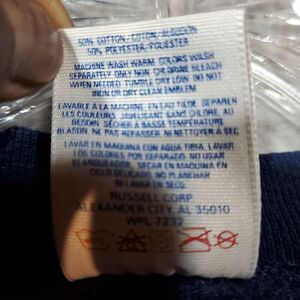 50% COTTON/COTON/ALGODON
50% POLYESTER/POLIESTER
MACHINE WASH WARM COLORS WASH
SEPARATELY ONLY NON CHLORINE BLEACH
WHEN NEEDED TUMBLE DRY LOW DO NOT
IRON OR DRY CLEAN EMBLEM
LAVABLE A LA MACHINE EN EAU TIEDE. SEPARER
LES COULEURS JAVELISANT SANS CHLORE, AU
BESOIN SÉCHER À BASSE TEMPERATURE
BLASON, NE PAS REPASSER, NI NETTOYER A SEC.
LAVAR EN MAQUINA CON AQUA TIBIA. LAVAR
LOS COLORES POR SEPARADO. NO USAR
BLANQUEADOR. SECAR EN MAQUINA EN
CICLO DELICADO. NO PLANCHAR
NI LAVAR EN SECO.
RUSSELL CORP.
ALEXANDER CITY, AL 35010
WPL 7232